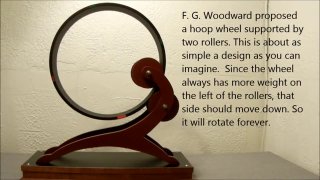 F. G. Woodward proposed
a hoop wheel supported by
two rollers. This is about as
simple a design as you can
imagine.  Since the wheel
always has more weight on
the left of the rollers, that
side should move down. So
it will rotate forever.